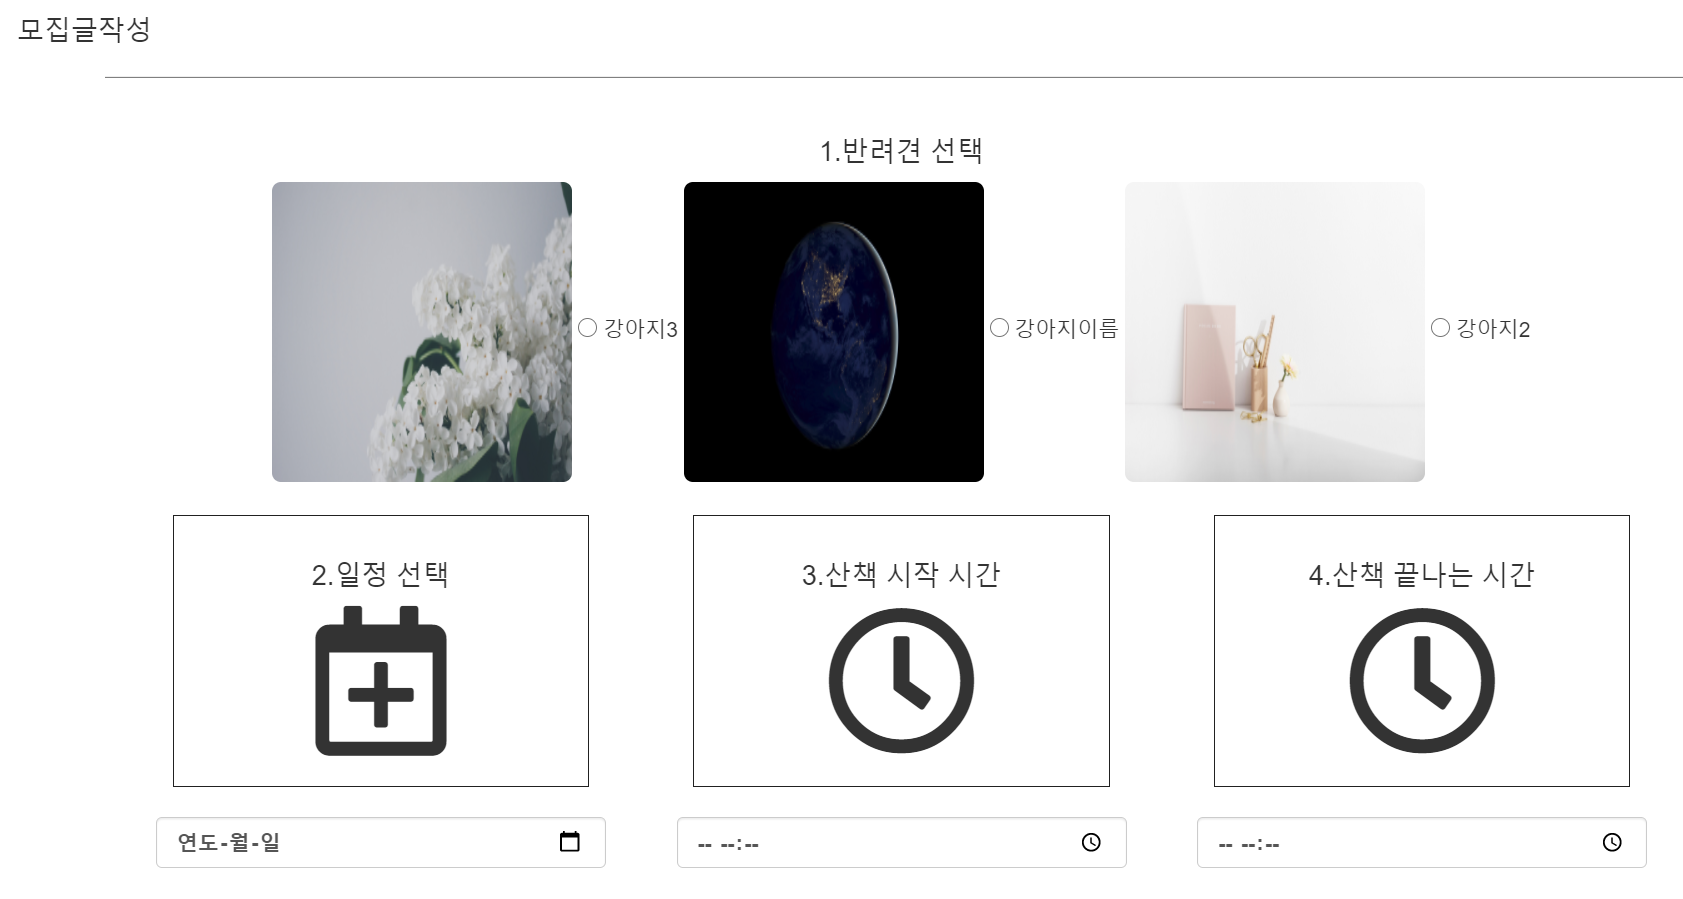 모집글작성
1.반려견 선택
강아지3
강아지이름
강아지2
2.일정 선택
3.산책 시작 시간
4.산책 끝나는 시간
연도-월-일
-- --:--
-- --:--